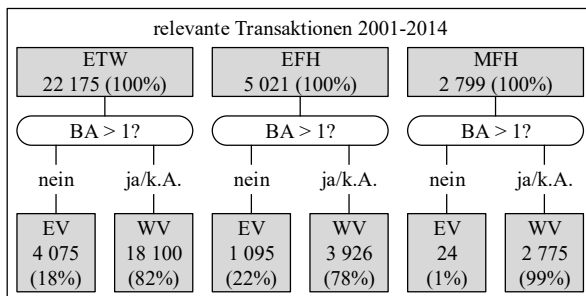 relevante Transaktionen 2001-2014
ETW
22 175 (100%)
EFH
5 021 (100%)
MFH
2 799 (100%)
BA > 1?
BA > 1?
BA > 1?
nein
ja/k.A.
nein
ja/k.A.
nein
ja/k.A.
EV
4 075
(18%)
WV
18 100
(82%)
EV
1 095
(22%)
WV
3 926
(78%)
EV
24
(1%)
WV
2 775
(99%)